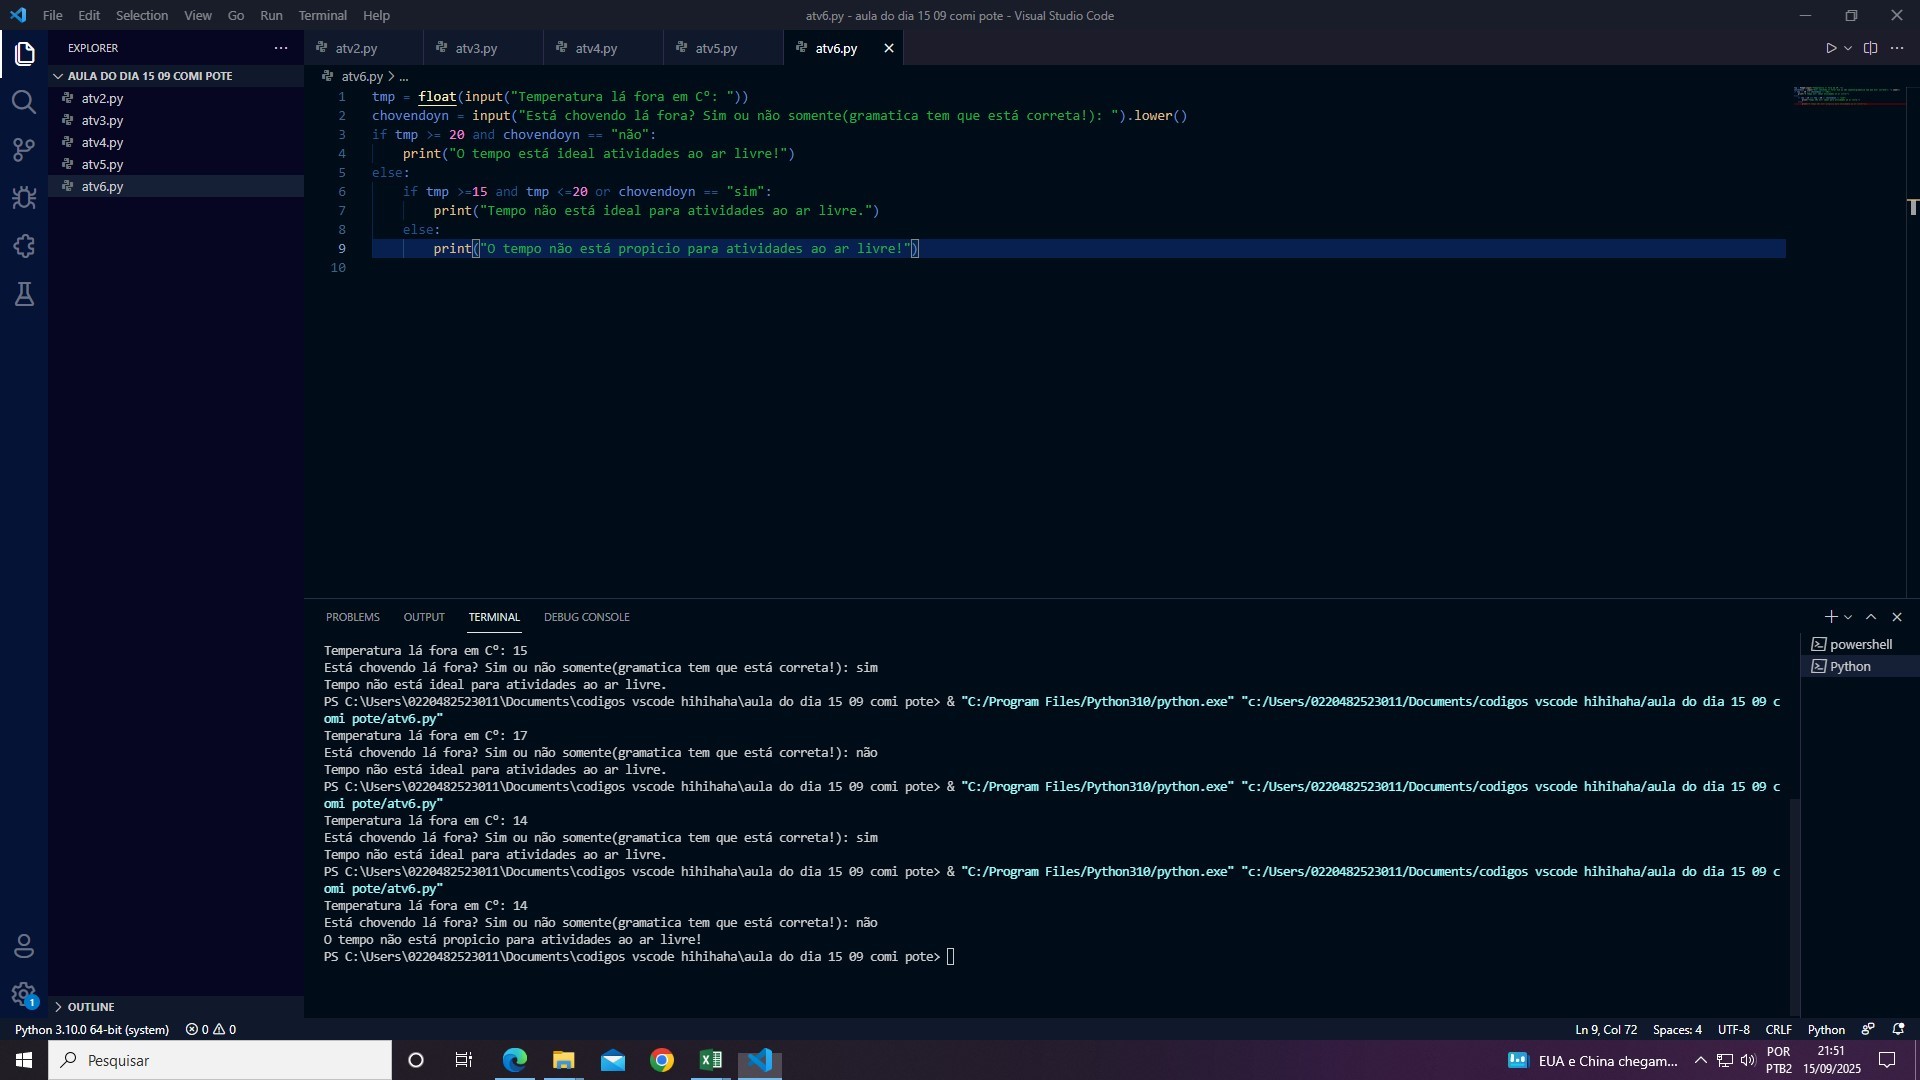 File Edit Selection View Go Run Terminal Help
atv6.py - aula do dia 15 09 comi pote - Visual Studio Code
EXPLORER
AULA DO DIA 15 09 COMI POTE
atv2.py
atv3.py
atv4.py
atv5.py
atv6.py
OUTLINE
atv2.py atv3.py atv4.py atv5.py atv6.py
atv6.py > ...
1 tmp = float(input("Temperatura lá fora em Cº: "))
2 chovendoyn = input("Está chovendo lá fora? Sim ou não somente(gramatica tem que está correta!): ").lower()
3 if tmp >= 20 and chovendoyn == "não":
4     print("O tempo está ideal atividades ao ar livre!")
5 else:
6     if tmp >=15 and tmp <=20 or chovendoyn == "sim":
7         print("Tempo não está ideal para atividades ao ar livre.")
8     else:
9         print("O tempo não está propicio para atividades ao ar livre!")
10
PROBLEMS OUTPUT TERMINAL DEBUG CONSOLE
powershell
Python
Temperatura lá fora em Cº: 15
Está chovendo lá fora? Sim ou não somente(gramatica tem que está correta!): sim
Tempo não está ideal para atividades ao ar livre.
PS C:\Users\0220482523011\Documents\codigos vscode hihihaha\aula do dia 15 09 comi pote> & "C:/Program Files/Python310/python.exe" "c:/Users/0220482523011/Documents/codigos vscode hihihaha/aula do dia 15 09 c
omi pote/atv6.py"
Temperatura lá fora em Cº: 17
Está chovendo lá fora? Sim ou não somente(gramatica tem que está correta!): não
Tempo não está ideal para atividades ao ar livre.
PS C:\Users\0220482523011\Documents\codigos vscode hihihaha\aula do dia 15 09 comi pote> & "C:/Program Files/Python310/python.exe" "c:/Users/0220482523011/Documents/codigos vscode hihihaha/aula do dia 15 09 c
omi pote/atv6.py"
Temperatura lá fora em Cº: 14
Está chovendo lá fora? Sim ou não somente(gramatica tem que está correta!): sim
Tempo não está ideal para atividades ao ar livre.
PS C:\Users\0220482523011\Documents\codigos vscode hihihaha\aula do dia 15 09 comi pote> & "C:/Program Files/Python310/python.exe" "c:/Users/0220482523011/Documents/codigos vscode hihihaha/aula do dia 15 09 c
omi pote/atv6.py"
Temperatura lá fora em Cº: 14
Está chovendo lá fora? Sim ou não somente(gramatica tem que está correta!): não
O tempo não está propicio para atividades ao ar livre!
PS C:\Users\0220482523011\Documents\codigos vscode hihihaha\aula do dia 15 09 comi pote>
1
Python 3.10.0 64-bit (system) 0 0
Ln 9, Col 72 Spaces: 4 UTF-8 CRLF Python
Pesquisar
EUA e China chegam...
POR
PTB2
21:51
15/09/2025